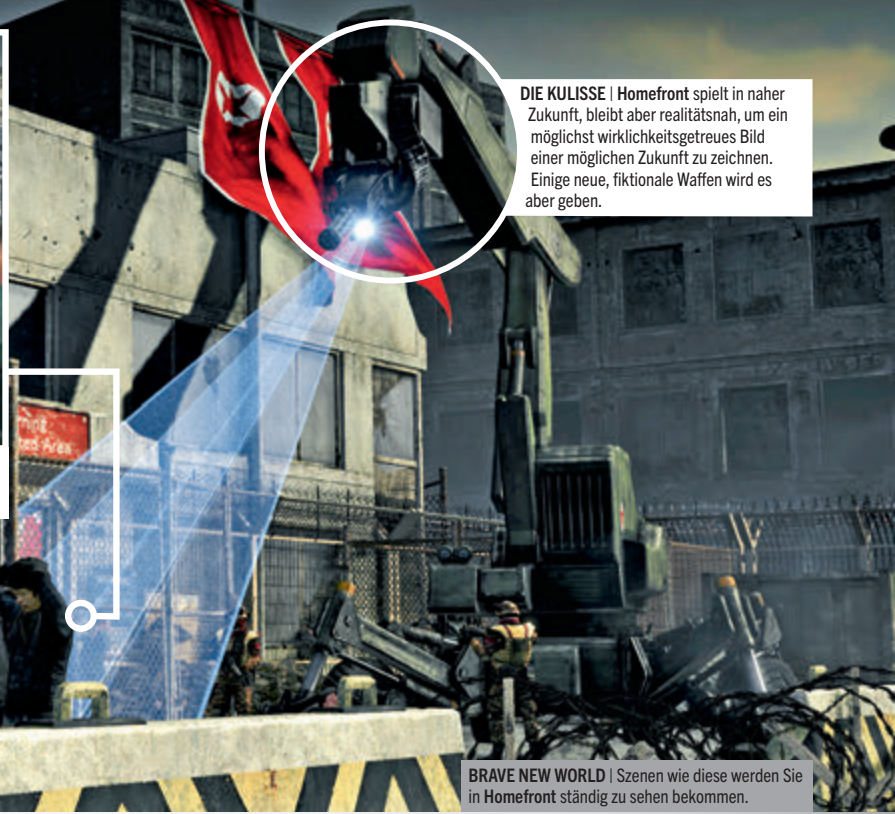 DIE KULISSE | Homefront spielt in naher
Zukunft, bleibt aber realitätsnah, um ein
möglichst wirklichkeitsgetreues Bild
einer möglichen Zukunft zu zeichnen.
Einige neue, fiktionale Waffen wird es
aber geben.
ted Area
BRAVE NEW WORLD | Szenen wie diese werden Sie
in Homefront ständig zu sehen bekommen.